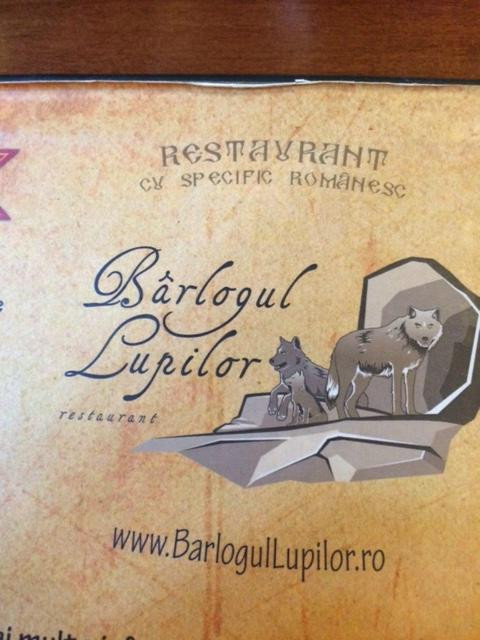 RESTAURANT
CU SPECIFIC ROMÂNESC
Bârlogul
Lupilor
restaurant
www.BarlogulLupilor.ro